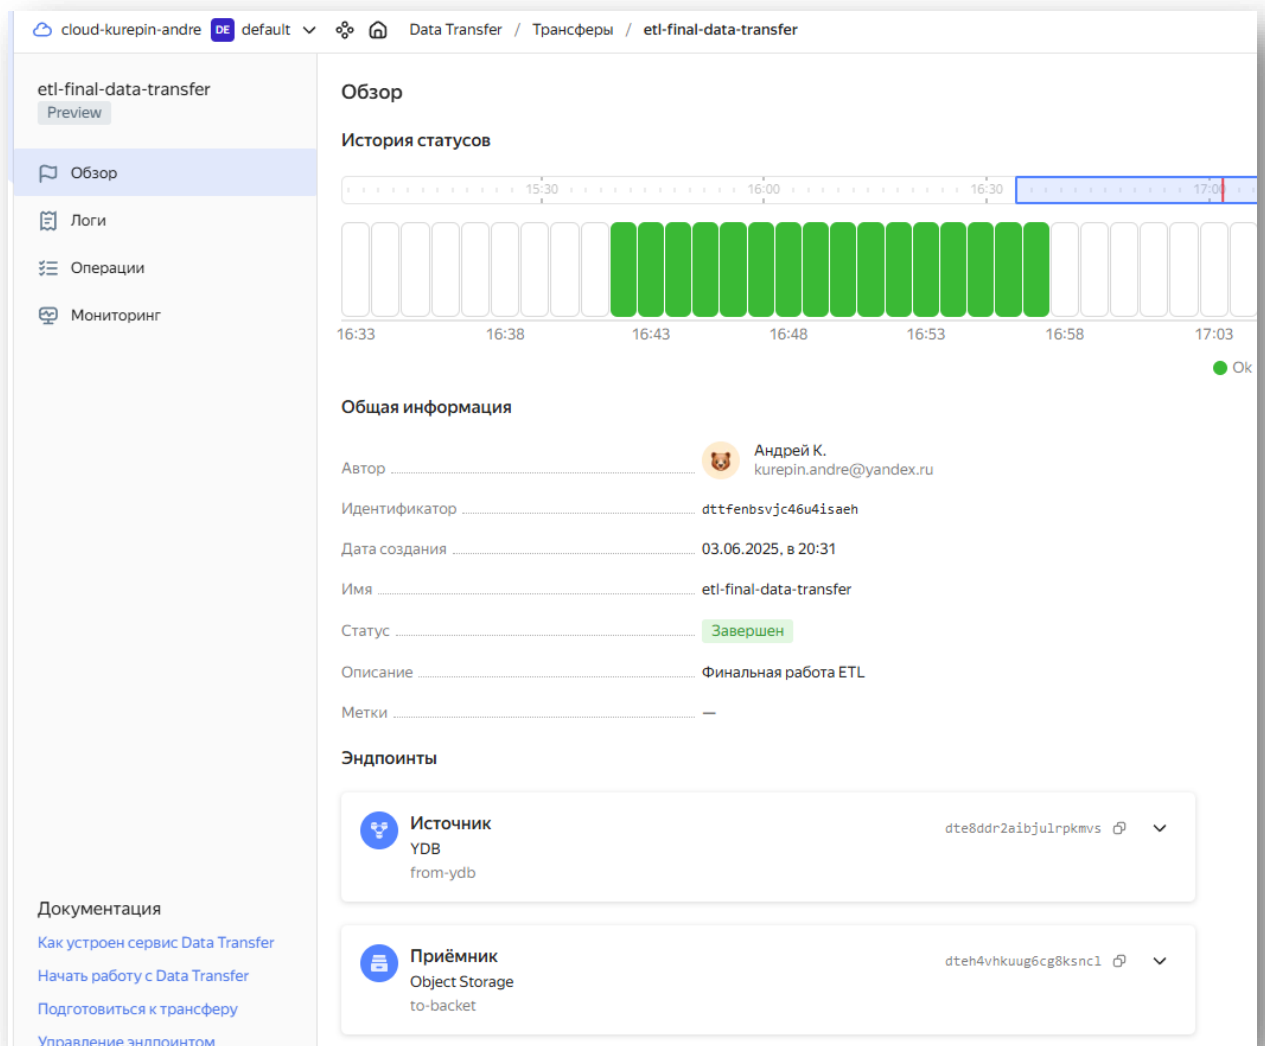 cloud-kurepin-andre DE default Data Transfer / Трансферы / etl-final-data-transfer
etl-final-data-transfer
Preview
Обзор
Логи
Операции
Мониторинг
Документация
Как устроен сервис Data Transfer
Начать работу с Data Transfer
Подготовиться к трансферу
Управление эндпоинтом
Обзор
История статусов
15:30 16:00 16:30 17:00
16:33 16:38 16:43 16:48 16:53 16:58 17:03
Ok
Общая информация
Автор Андрей К.
kurepin.andre@yandex.ru
Идентификатор dttfenbsvjc46u4isaeh
Дата создания 03.06.2025, в 20:31
Имя etl-final-data-transfer
Статус Завершен
Описание Финальная работа ETL
Метки —
Эндпоинты
Источник dte8ddr2aibjulrpkmvs
YDB
from-ydb
Приёмник dteh4vhkuug6cg8ksncl
Object Storage
to-backet